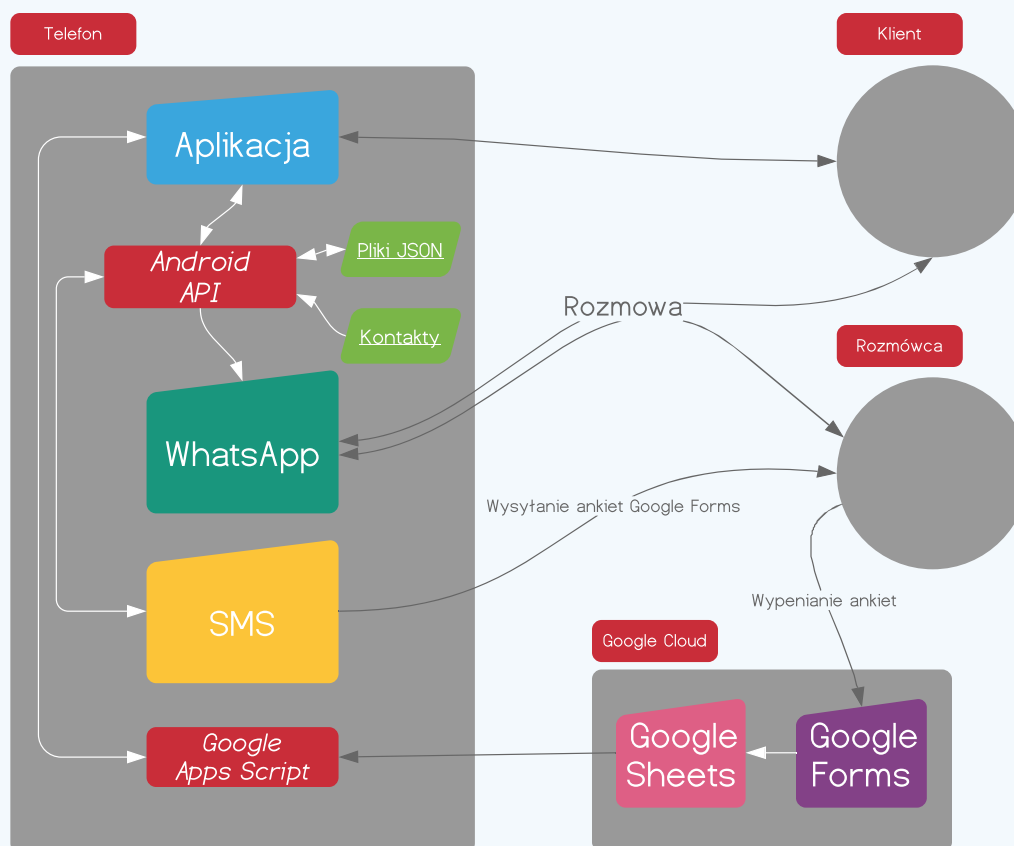 Telefon
Klient
Aplikacja
Android
API
Pliki JSON
Kontakty
Rozmowa
Rozmówca
WhatsApp
Wysyłanie ankiet Google Forms
SMS
Wypenianie ankiet
Google Cloud
Google
Apps Script
Google
Sheets
Google
Forms